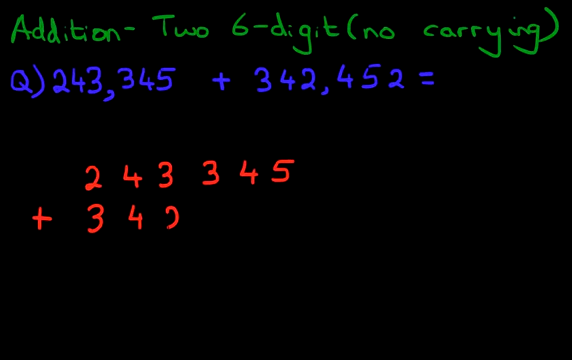 Addition- Two 6-digit (no carrying)
Q) 243,345 + 342,452 =
2 4 3 3 4 5
+ 3 4